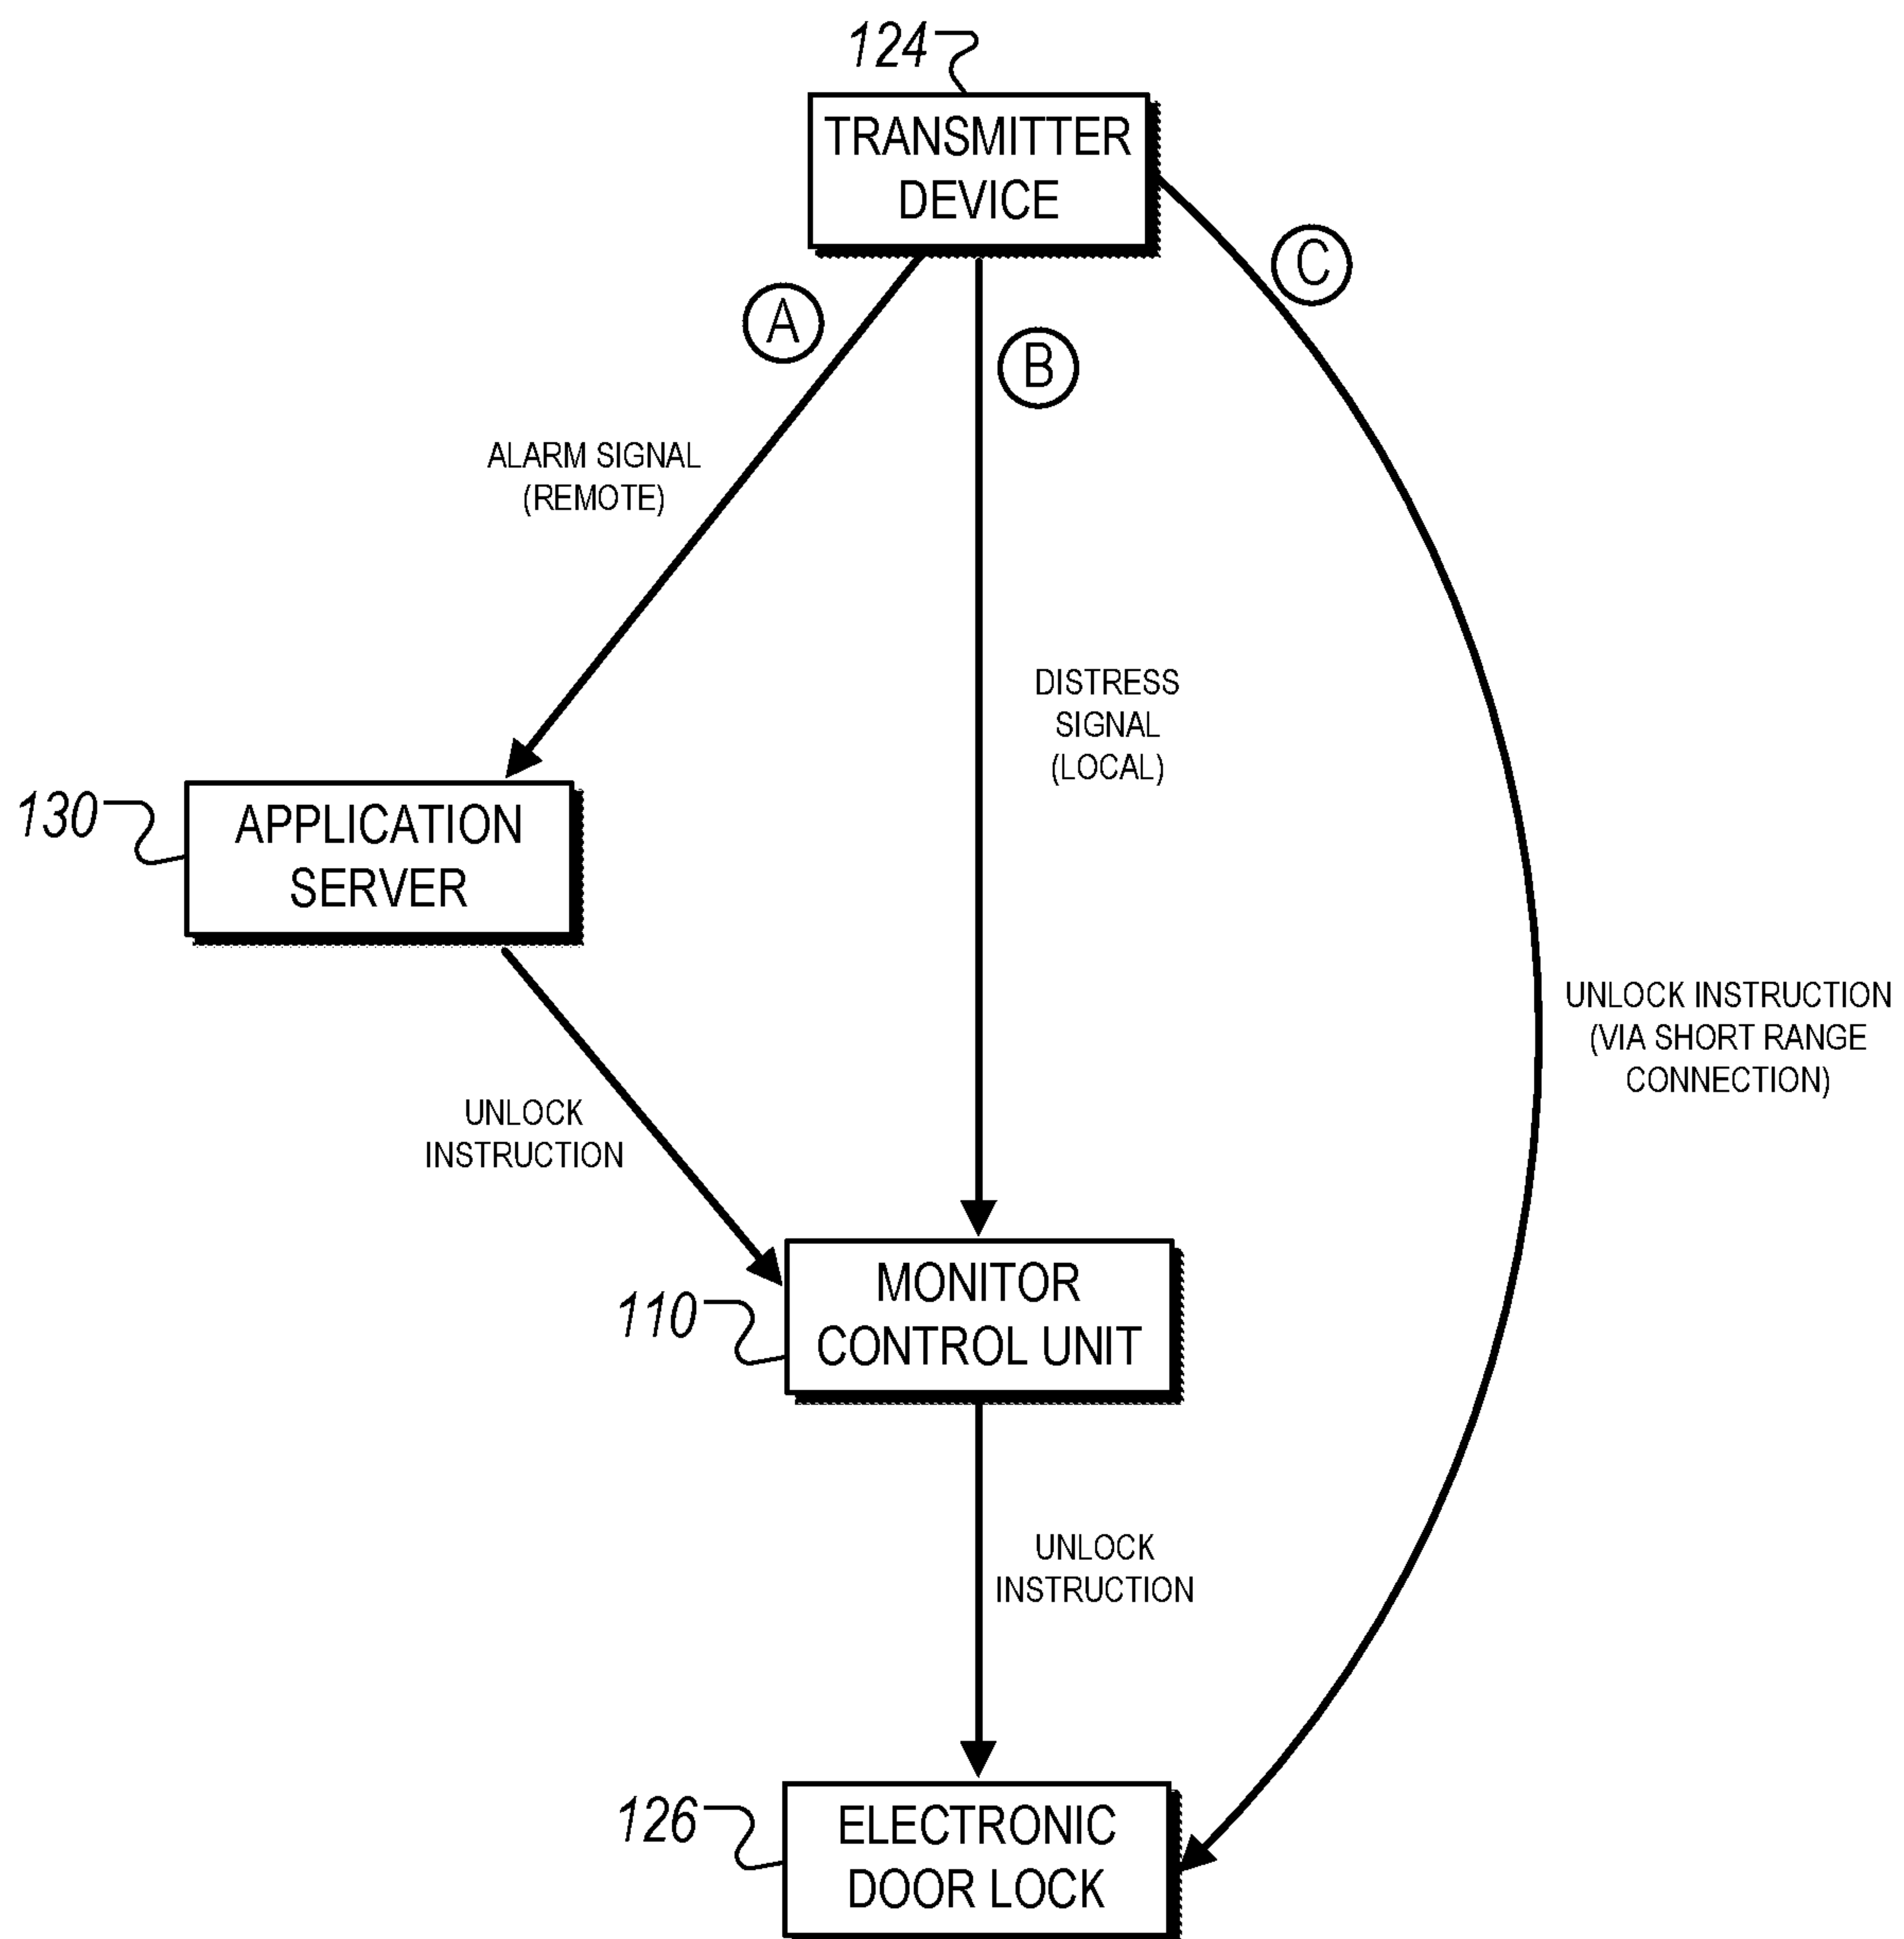 124
TRANSMITTER
DEVICE
A
B
C
ALARM SIGNAL
(REMOTE)
DISTRESS
SIGNAL
(LOCAL)
130
APPLICATION
SERVER
UNLOCK INSTRUCTION
(VIA SHORT RANGE
CONNECTION)
UNLOCK
INSTRUCTION
110
MONITOR
CONTROL UNIT
UNLOCK
INSTRUCTION
126
ELECTRONIC
DOOR LOCK